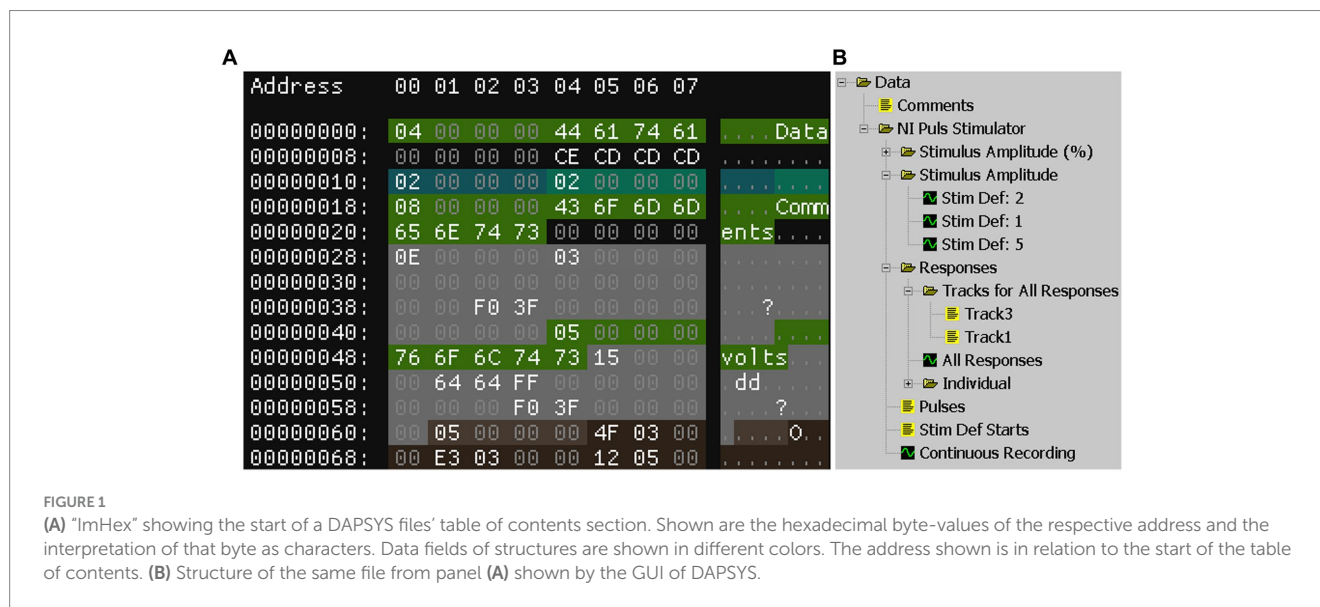 A
B
Address 00 01 02 03 04 05 06 07
00000000: 04 00 00 00 44 61 74 61 ....Data
00000008: 00 00 00 00 CE CD CD CD ........
00000010: 02 00 00 00 02 00 00 00 ........
00000018: 08 00 00 00 43 6F 6D 6D ....Comm
00000020: 65 6E 74 73 00 00 00 00 ents....
00000028: 0E 00 00 00 03 00 00 00 ........
00000030: 00 00 00 00 00 00 00 00 ........
00000038: 00 00 F0 3F 00 00 00 00 ...?....
00000040: 00 00 00 00 05 00 00 00 ........
00000048: 76 6F 6C 74 73 15 00 00 volts...
00000050: 00 64 64 FF 00 00 00 00 .dd.....
00000058: 00 00 00 F0 3F 00 00 00 ....?...
00000060: 00 05 00 00 00 4F 03 00 .....O..
00000068: 00 E3 03 00 00 12 05 00 ........
Data
Comments
NI Puls Stimulator
Stimulus Amplitude (%)
Stimulus Amplitude
Stim Def: 2
Stim Def: 1
Stim Def: 5
Responses
Tracks for All Responses
Track3
Track1
All Responses
Individual
Pulses
Stim Def Starts
Continuous Recording
FIGURE 1
(A) "ImHex" showing the start of a DAPSYS files' table of contents section. Shown are the hexadecimal byte-values of the respective address and the
interpretation of that byte as characters. Data fields of structures are shown in different colors. The address shown is in relation to the start of the table
of contents. (B) Structure of the same file from panel (A) shown by the GUI of DAPSYS.